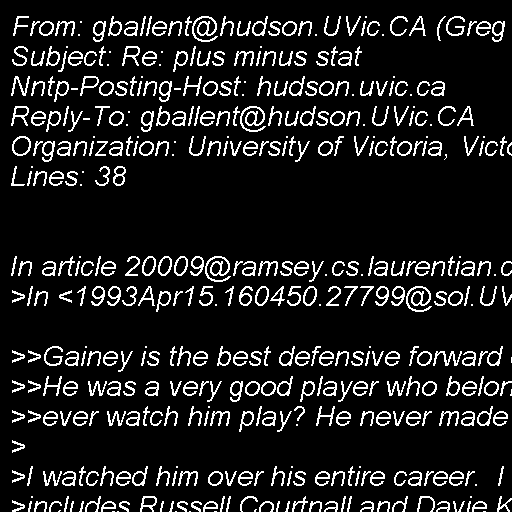 From: gballent@hudson.UVic.CA (Greg
Subject: Re: plus minus stat
Nntp-Posting-Host: hudson.uvic.ca
Reply-To: gballent@hudson.UVic.CA
Organization: University of Victoria, Victo
Lines: 38
In article 20009@ramsey.cs.laurentian.c
>In <1993Apr15.160450.27799@sol.UV
>>Gainey is the best defensive forward
>>He was a very good player who belon
>>ever watch him play? He never made
>
>I watched him over his entire career. I
>includes Russell Courtnall and Davie K